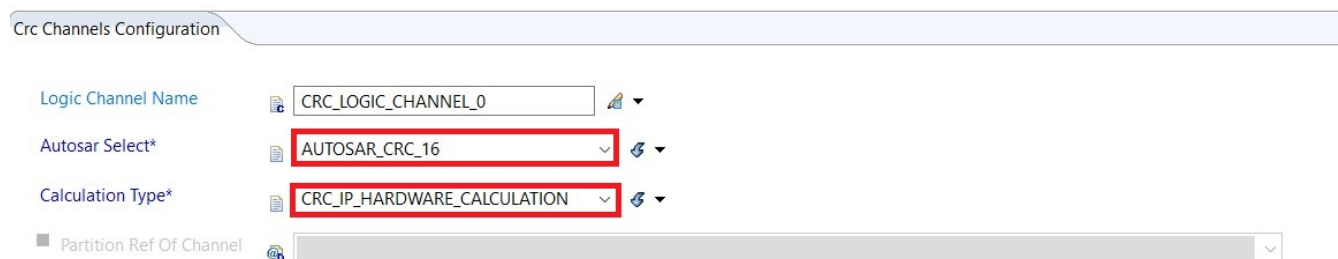 Crc Channels Configuration
Logic Channel Name CRC_LOGIC_CHANNEL_0
Autosar Select* AUTOSAR_CRC_16
Calculation Type* CRC_IP_HARDWARE_CALCULATION
Partition Ref Of Channel